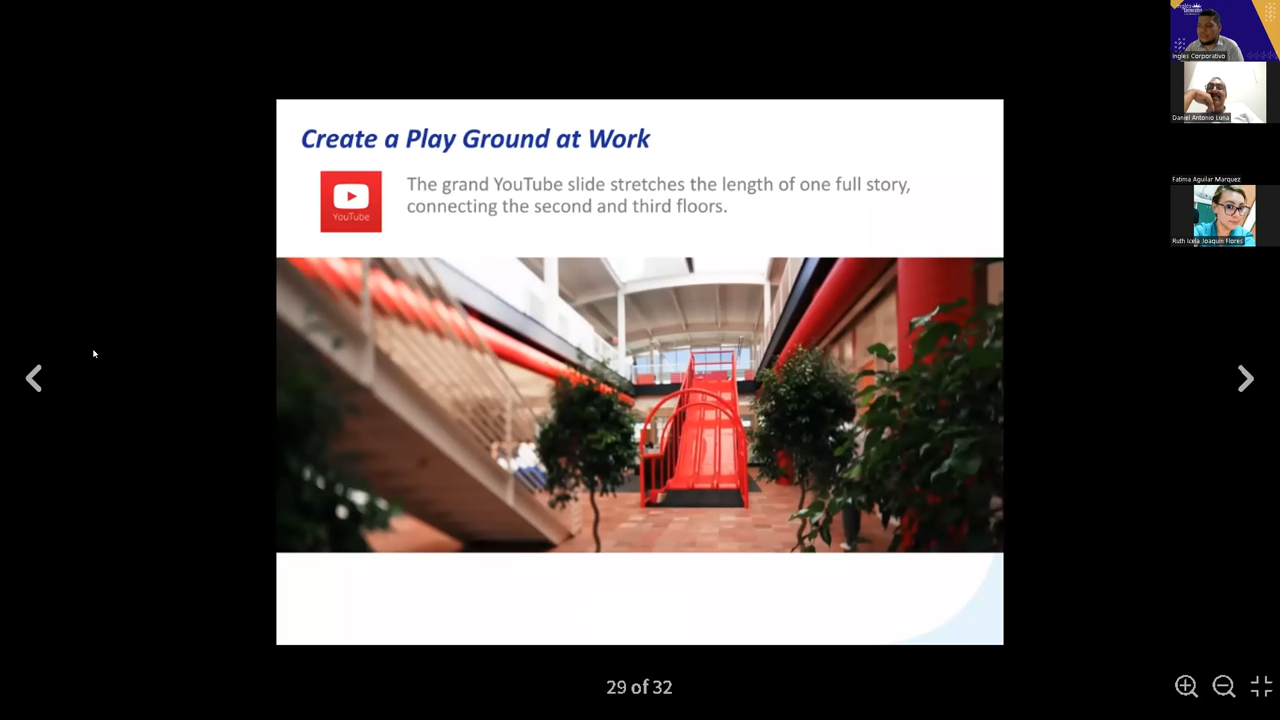 Create a Play Ground at Work
YouTube
The grand YouTube slide stretches the length of one full story,
connecting the second and third floors.
29 of 32
Ingles Corporativo
Daniel Antonio Luna
Fatima Aguilar Marquez
Ruth Icela Joaquin Flores